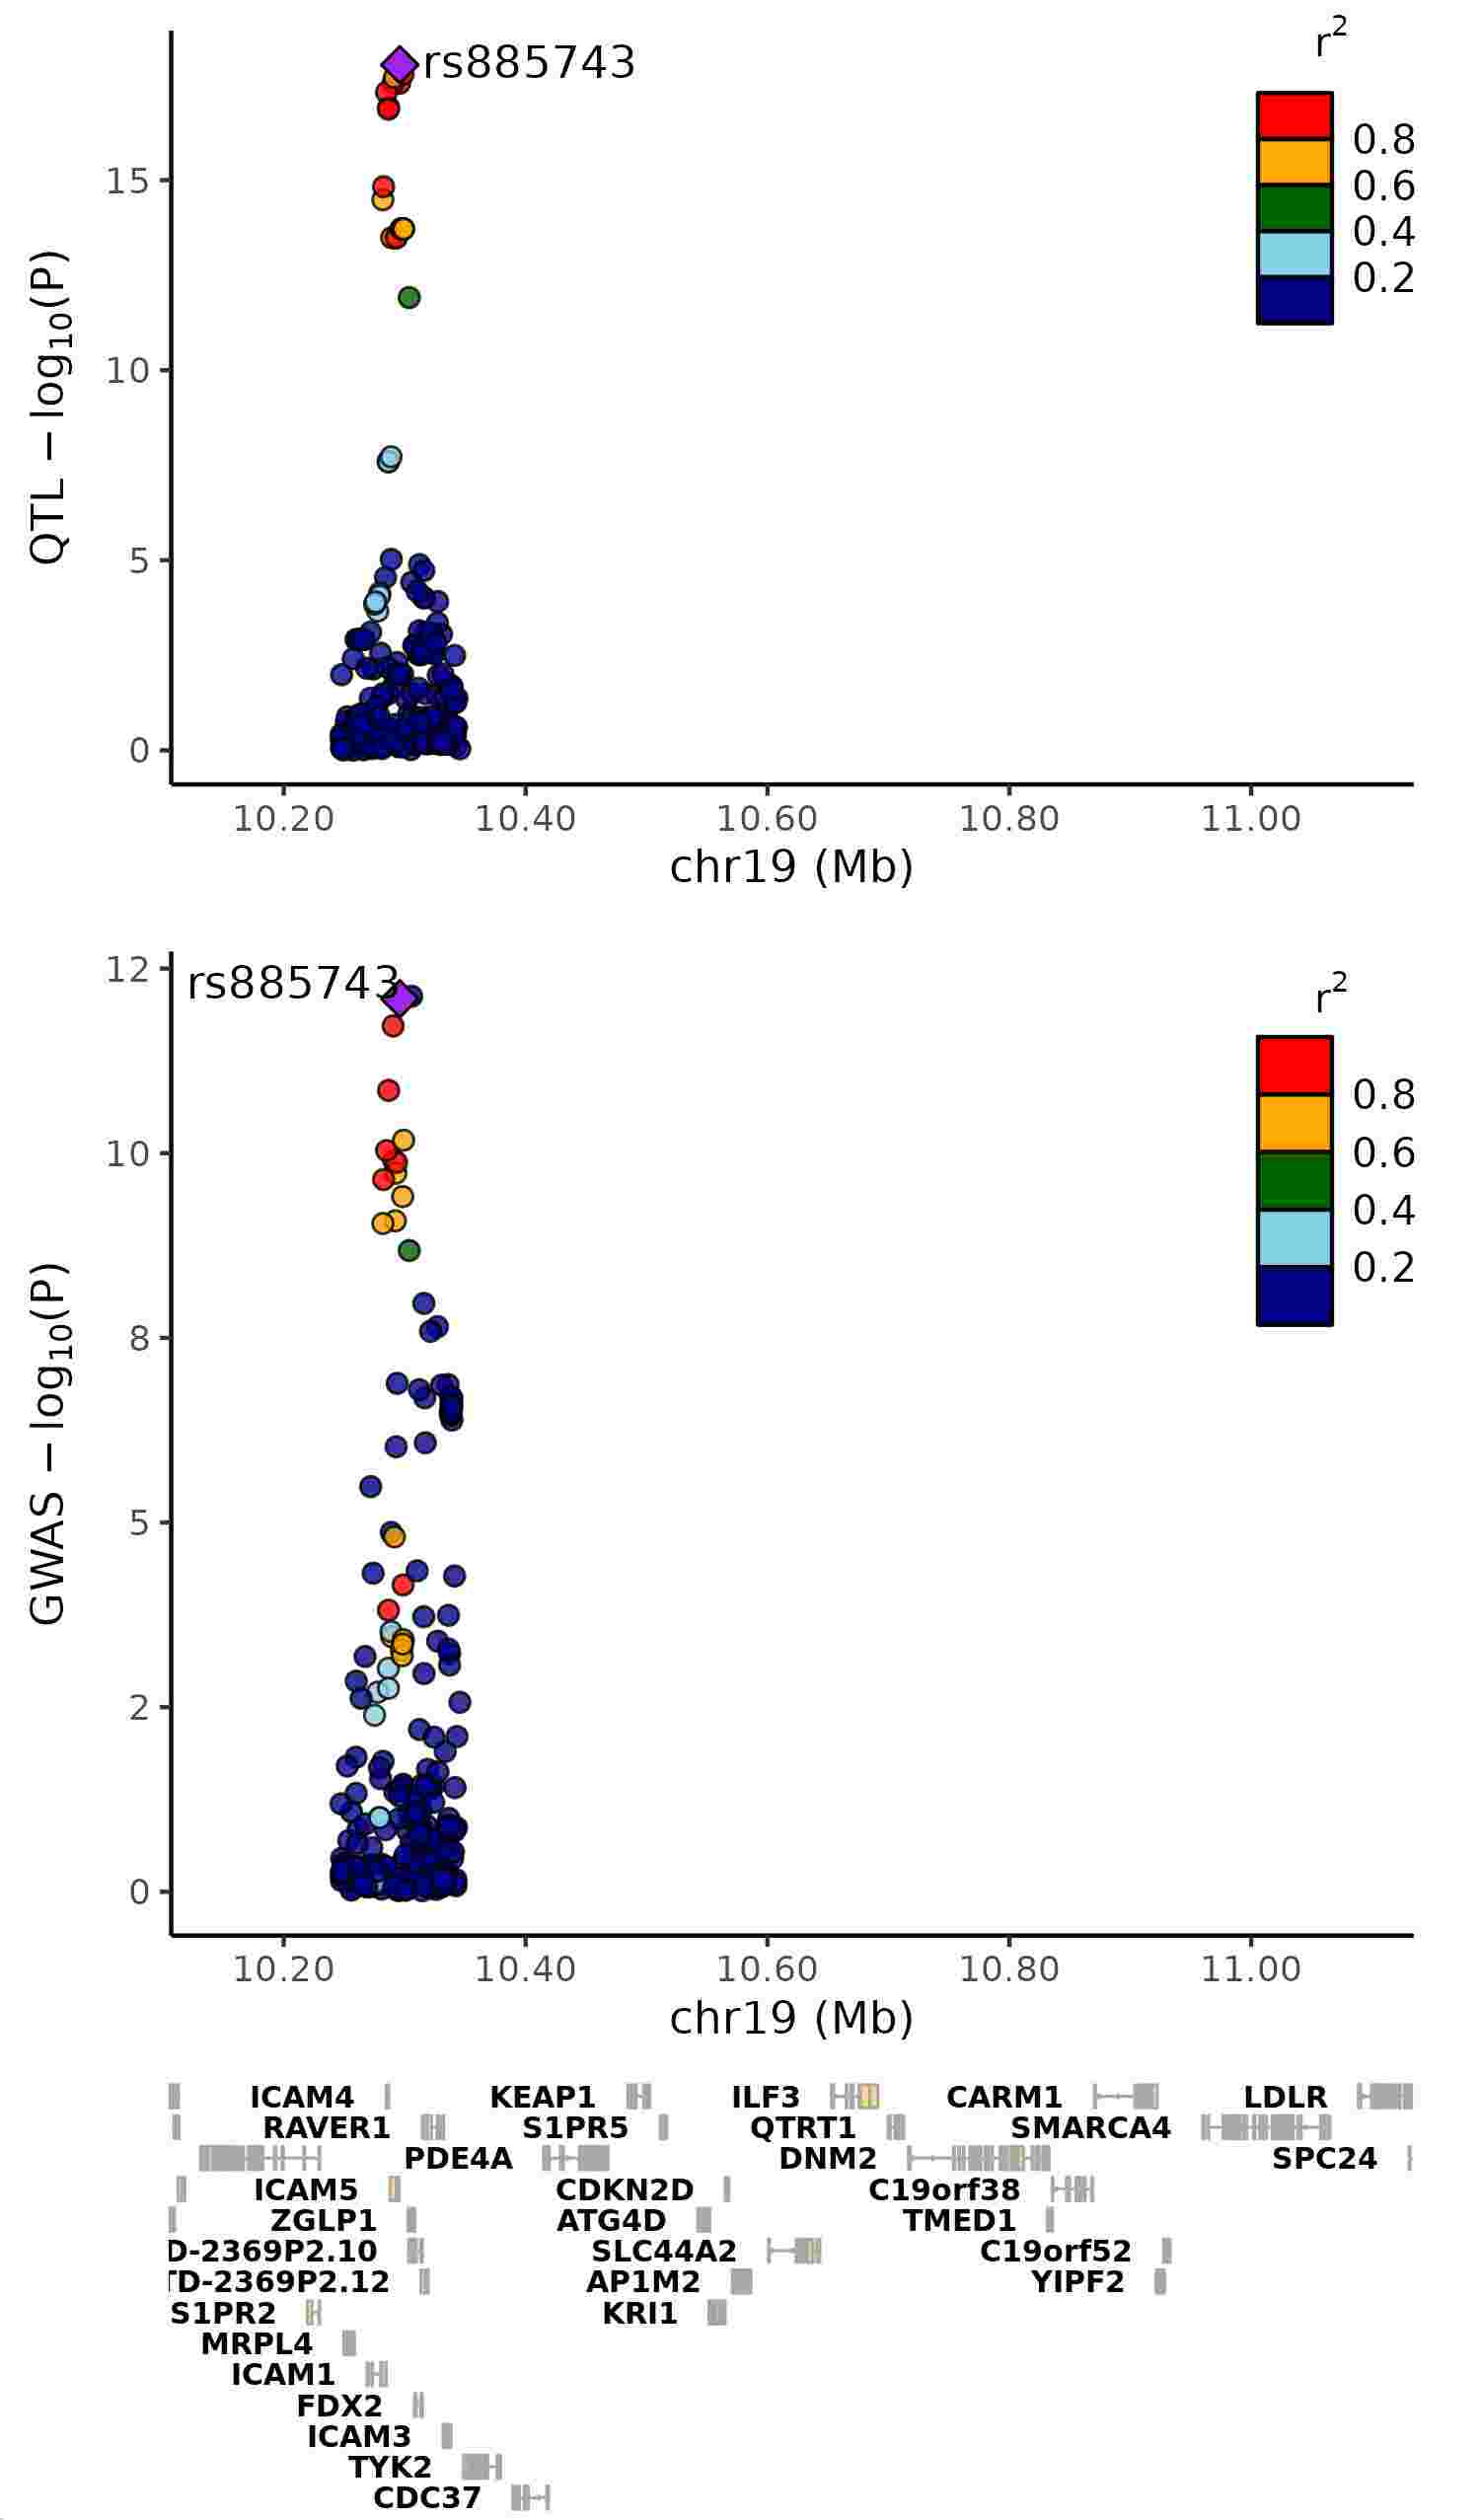 r²
rs885743
0.8
0.6
0.4
0.2
15
10
5
0
QTL −log₁₀(P)
10.20 10.40 10.60 10.80 11.00
chr19 (Mb)
r²
rs885743
0.8
0.6
0.4
0.2
12
10
8
5
2
0
GWAS −log₁₀(P)
10.20 10.40 10.60 10.80 11.00
chr19 (Mb)
ICAM4 KEAP1 ILF3 CARM1 LDLR
RAVER1 S1PR5 QTRT1 SMARCA4
PDE4A DNM2 SPC24
ICAM5 CDKN2D C19orf38
ZGLP1 ATG4D TMED1
D-2369P2.10 SLC44A2 C19orf52
TD-2369P2.12 AP1M2 YIPF2
S1PR2 KRI1
MRPL4
ICAM1
FDX2
ICAM3
TYK2
CDC37